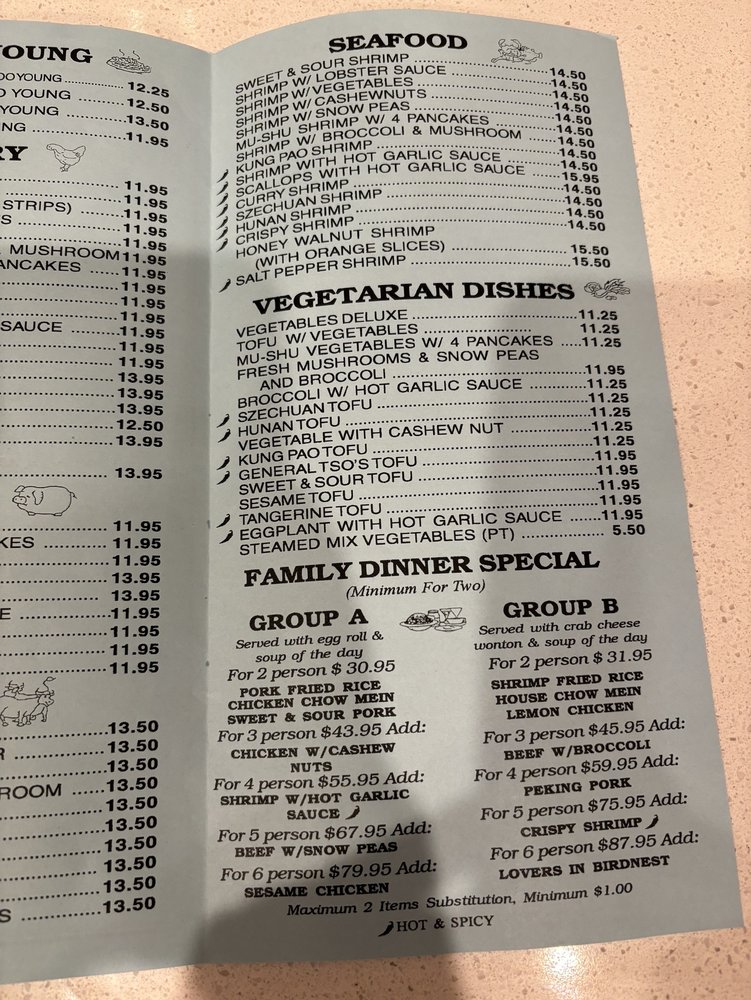 YOUNG
DO YOUNG ........ 12.25
O YOUNG ........ 12.50
YOUNG ........ 13.50
NG ........ 11.95
RY
........ 11.95
........ 11.95
STRIPS) ........ 11.95
S ........ 11.95
........ 11.95
MUSHROOM 11.95
ANCAKES ..... 11.95
........ 11.95
........ 11.95
SAUCE ........ 11.95
........ 11.95
........ 11.95
........ 13.95
........ 13.95
........ 13.95
........ 12.50
........ 13.95
........ 13.95
........ 11.95
KES ........ 11.95
........ 11.95
........ 13.95
........ 13.95
E ........ 11.95
........ 11.95
........ 11.95
........ 11.95
........ 13.50
R ........ 13.50
........ 13.50
ROOM ..... 13.50
........ 13.50
........ 13.50
........ 13.50
........ 13.50
........ 13.50
S ........ 13.50
SEAFOOD
SWEET & SOUR SHRIMP ........ 14.50
SHRIMP W/ LOBSTER SAUCE ........ 14.50
SHRIMP W/ VEGETABLES ........ 14.50
SHRIMP W/ CASHEWNUTS ........ 14.50
SHRIMP W/ SNOW PEAS ........ 14.50
MU-SHU SHRIMP W/ 4 PANCAKES ........ 14.50
SHRIMP W/ BROCCOLI & MUSHROOM ...... 14.50
KUNG PAO SHRIMP ........ 14.50
SHRIMP WITH HOT GARLIC SAUCE ........ 14.50
SCALLOPS WITH HOT GARLIC SAUCE ..... 15.95
CURRY SHRIMP ........ 14.50
SZECHUAN SHRIMP ........ 14.50
HUNAN SHRIMP ........ 14.50
CRISPY SHRIMP ........ 14.50
HONEY WALNUT SHRIMP
(WITH ORANGE SLICES) ........ 15.50
SALT PEPPER SHRIMP ........ 15.50
VEGETARIAN DISHES
VEGETABLES DELUXE ........ 11.25
TOFU W/ VEGETABLES ........ 11.25
MU-SHU VEGETABLES W/ 4 PANCAKES ..... 11.25
FRESH MUSHROOMS & SNOW PEAS
AND BROCCOLI ........ 11.95
BROCCOLI W/ HOT GARLIC SAUCE ........ 11.25
SZECHUAN TOFU ........ 11.25
HUNAN TOFU ........ 11.25
VEGETABLE WITH CASHEW NUT ........ 11.25
KUNG PAO TOFU ........ 11.25
GENERAL TSO'S TOFU ........ 11.95
SWEET & SOUR TOFU ........ 11.95
SESAME TOFU ........ 11.95
TANGERINE TOFU ........ 11.95
EGGPLANT WITH HOT GARLIC SAUCE ....... 11.95
STEAMED MIX VEGETABLES (PT) ........ 5.50
FAMILY DINNER SPECIAL
(Minimum For Two)
GROUP A
Served with egg roll &
soup of the day
For 2 person $ 30.95
PORK FRIED RICE
CHICKEN CHOW MEIN
SWEET & SOUR PORK
For 3 person $43.95 Add:
CHICKEN W/CASHEW
NUTS
For 4 person $55.95 Add:
SHRIMP W/HOT GARLIC
SAUCE
For 5 person $67.95 Add:
BEEF W/SNOW PEAS
For 6 person $79.95 Add:
SESAME CHICKEN
GROUP B
Served with crab cheese
wonton & soup of the day
For 2 person $ 31.95
SHRIMP FRIED RICE
HOUSE CHOW MEIN
LEMON CHICKEN
For 3 person $45.95 Add:
BEEF W/BROCCOLI
For 4 person $59.95 Add:
PEKING PORK
For 5 person $75.95 Add:
CRISPY SHRIMP
For 6 person $87.95 Add:
LOVERS IN BIRDNEST
Maximum 2 Items Substitution, Minimum $1.00
HOT & SPICY